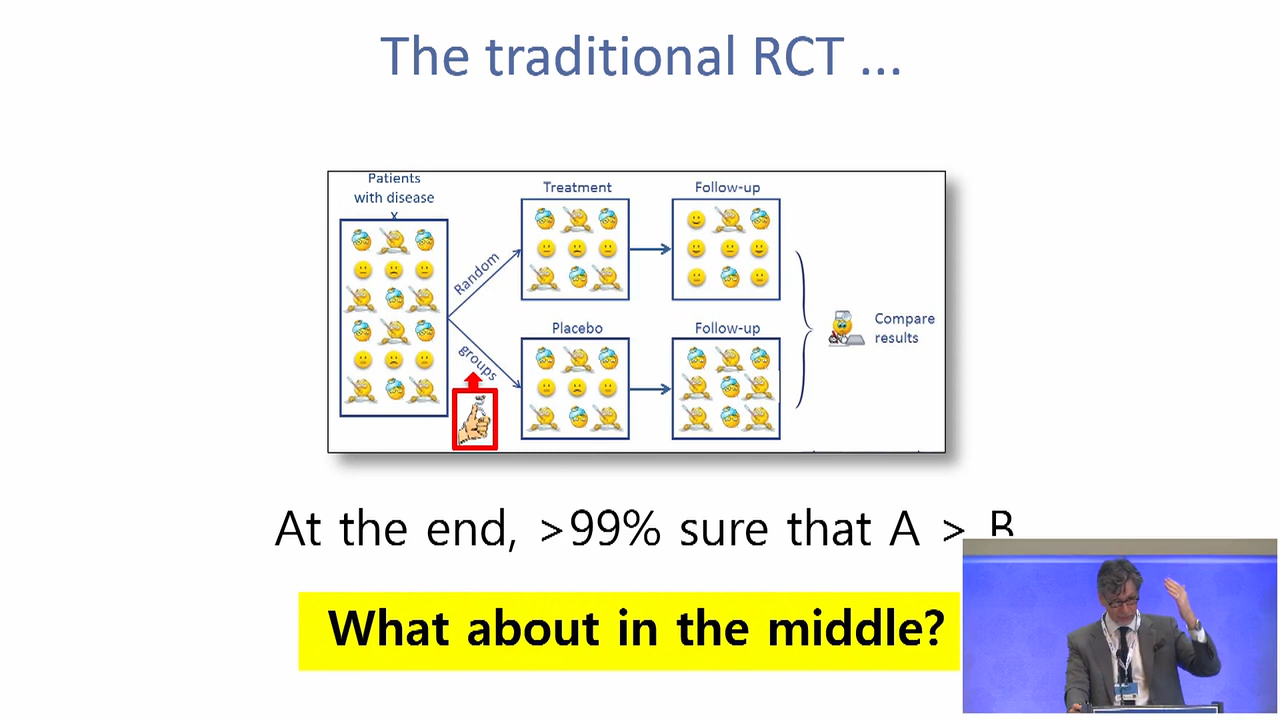 The traditional RCT ...
Patients
with disease
X
Random
groups
Treatment
Follow-up
Placebo
Follow-up
Compare
results
At the end, >99% sure that A > B
What about in the middle?